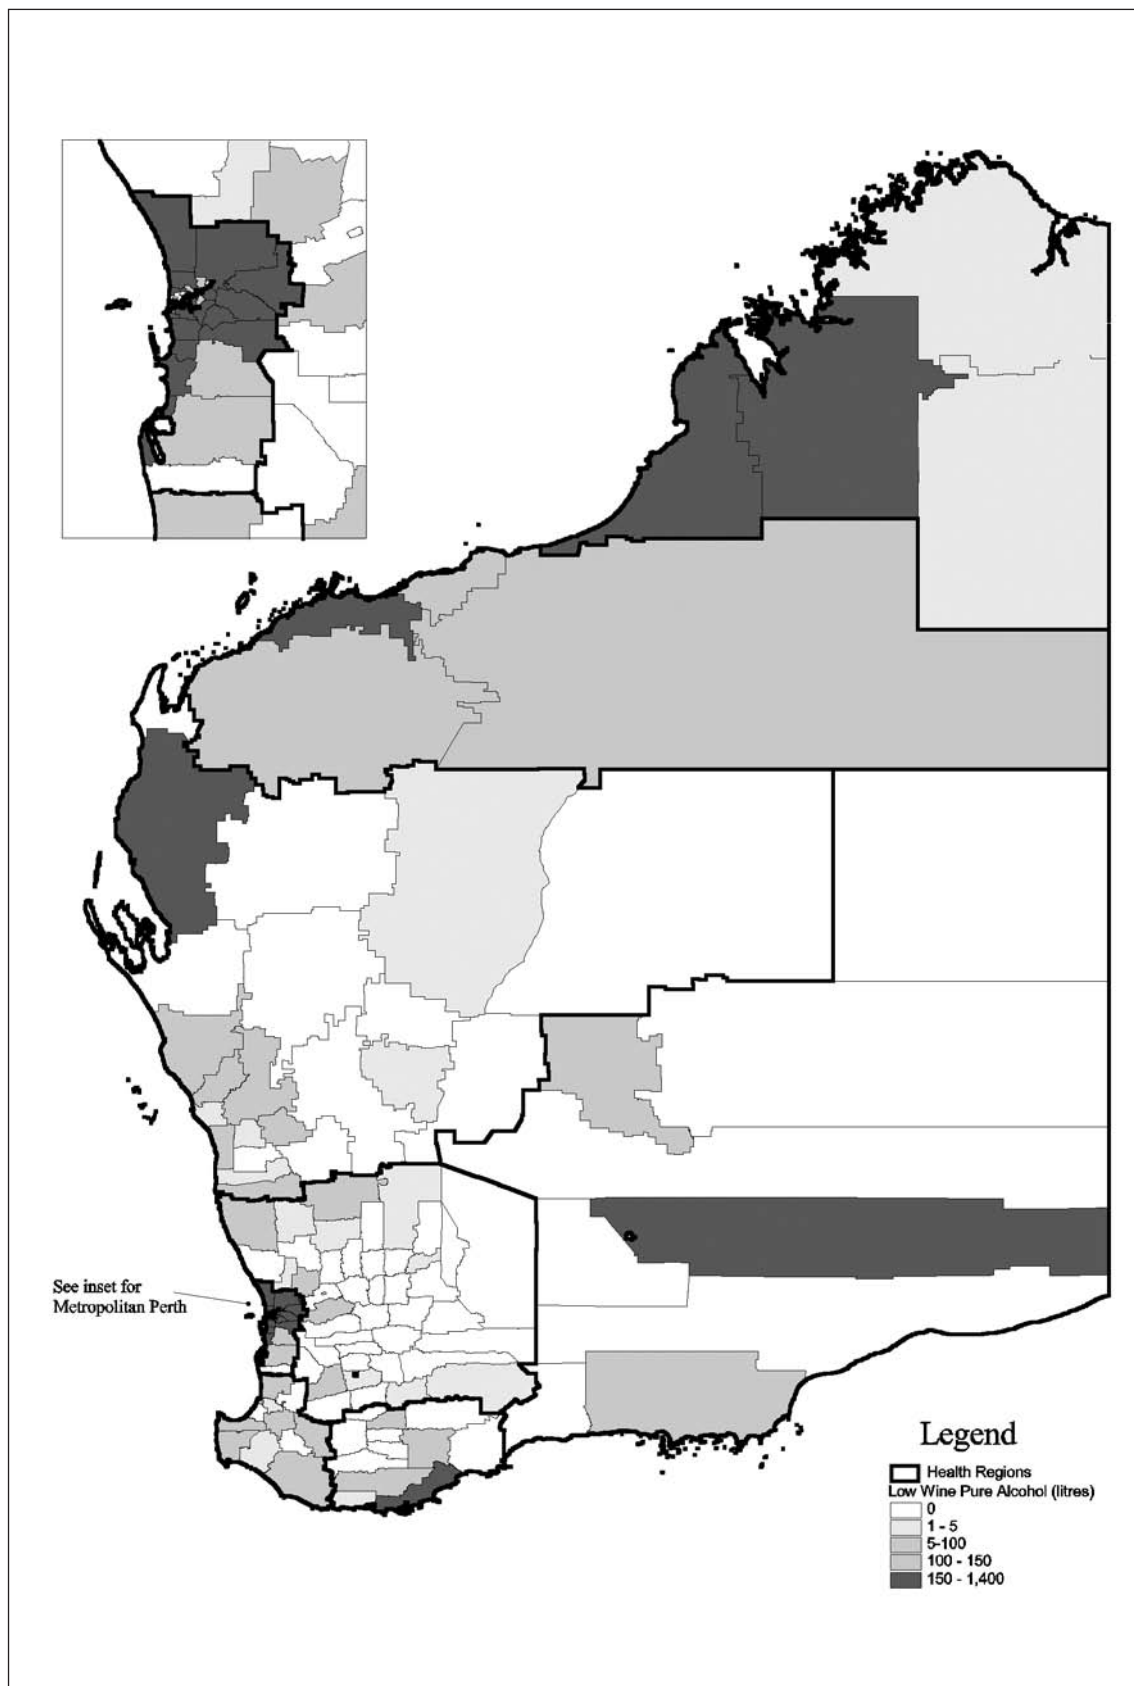 See inset for
Metropolitan Perth
Legend
Health Regions
Low Wine Pure Alcohol (litres)
0
1 - 5
5-100
100 - 150
150 - 1,400